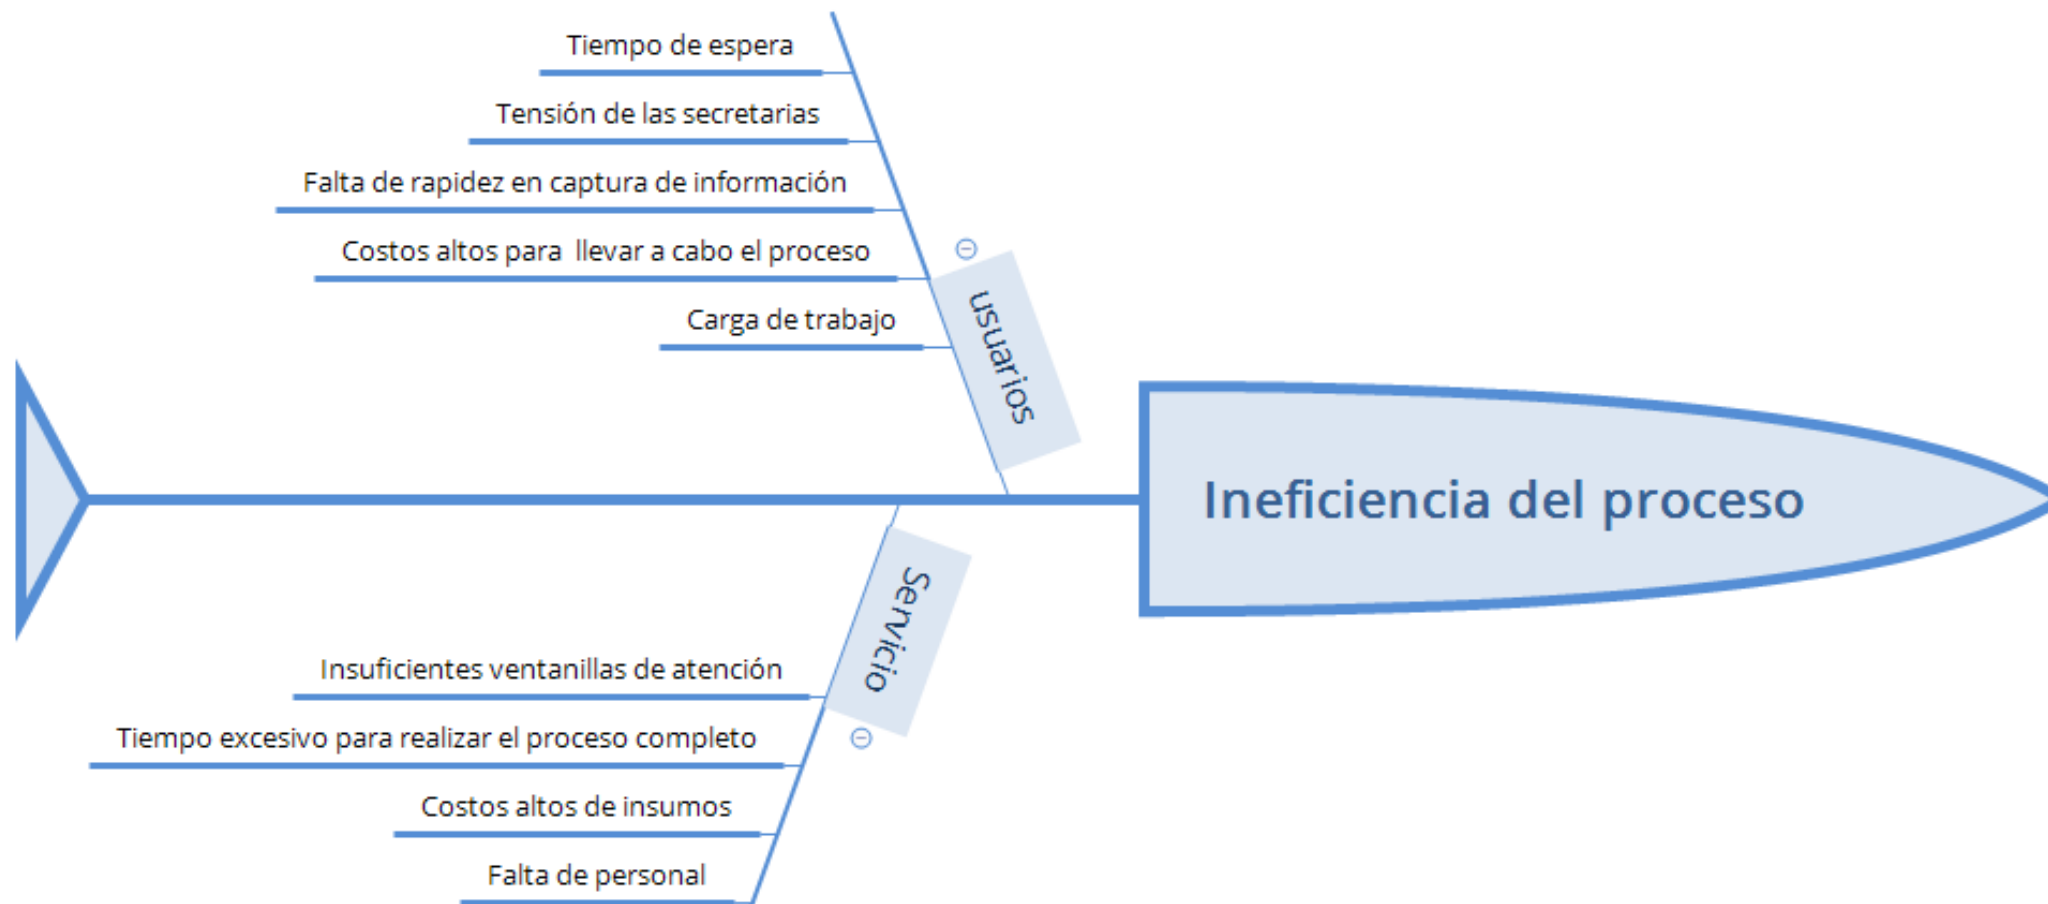 Tiempo de espera
Tensión de las secretarias
Falta de rapidez en captura de información
Costos altos para  llevar a cabo el proceso
Carga de trabajo
usuarios
Ineficiencia del proceso
Servicio
Insuficientes ventanillas de atención
Tiempo excesivo para realizar el proceso completo
Costos altos de insumos
Falta de personal